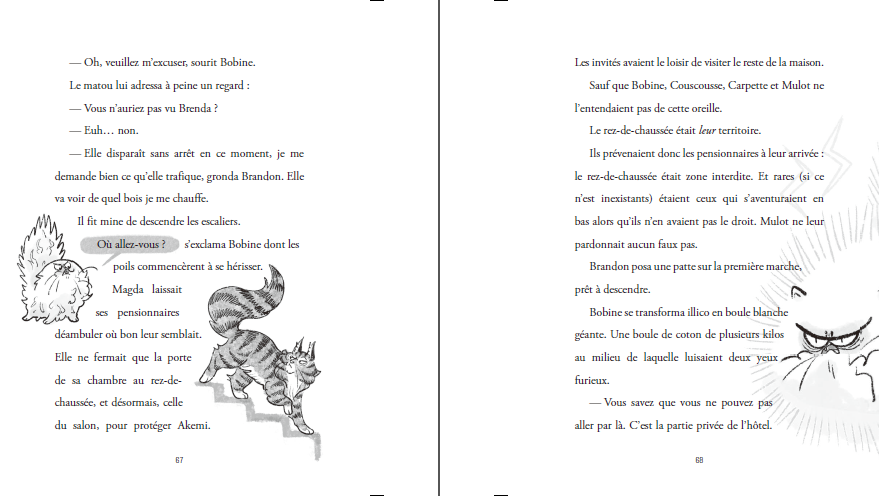 — Oh, veuillez m'excuser, sourit Bobine.
Le matou lui adressa à peine un regard :
— Vous n'auriez pas vu Brenda ?
— Euh… non.
— Elle disparaît sans arrêt en ce moment, je me
demande bien ce qu'elle trafique, gronda Brandon. Elle
va voir de quel bois je me chauffe.
Il fit mine de descendre les escaliers.
Où allez-vous ? s'exclama Bobine dont les
poils commencèrent à se hérisser.
Magda laissait
ses pensionnaires
déambuler où bon leur semblait.
Elle ne fermait que la porte
de sa chambre au rez-de-
chaussée, et désormais, celle
du salon, pour protéger Akemi.
67
Les invités avaient le loisir de visiter le reste de la maison.
Sauf que Bobine, Couscousse, Carpette et Mulot ne
l'entendaient pas de cette oreille.
Le rez-de-chaussée était leur territoire.
Ils prévenaient donc les pensionnaires à leur arrivée :
le rez-de-chaussée était zone interdite. Et rares (si ce
n'est inexistants) étaient ceux qui s'aventuraient en
bas alors qu'ils n'en avaient pas le droit. Mulot ne leur
pardonnait aucun faux pas.
Brandon posa une patte sur la première marche,
prêt à descendre.
Bobine se transforma illico en boule blanche
géante. Une boule de coton de plusieurs kilos
au milieu de laquelle luisaient deux yeux
furieux.
— Vous savez que vous ne pouvez pas
aller par là. C'est la partie privée de l'hôtel.
68